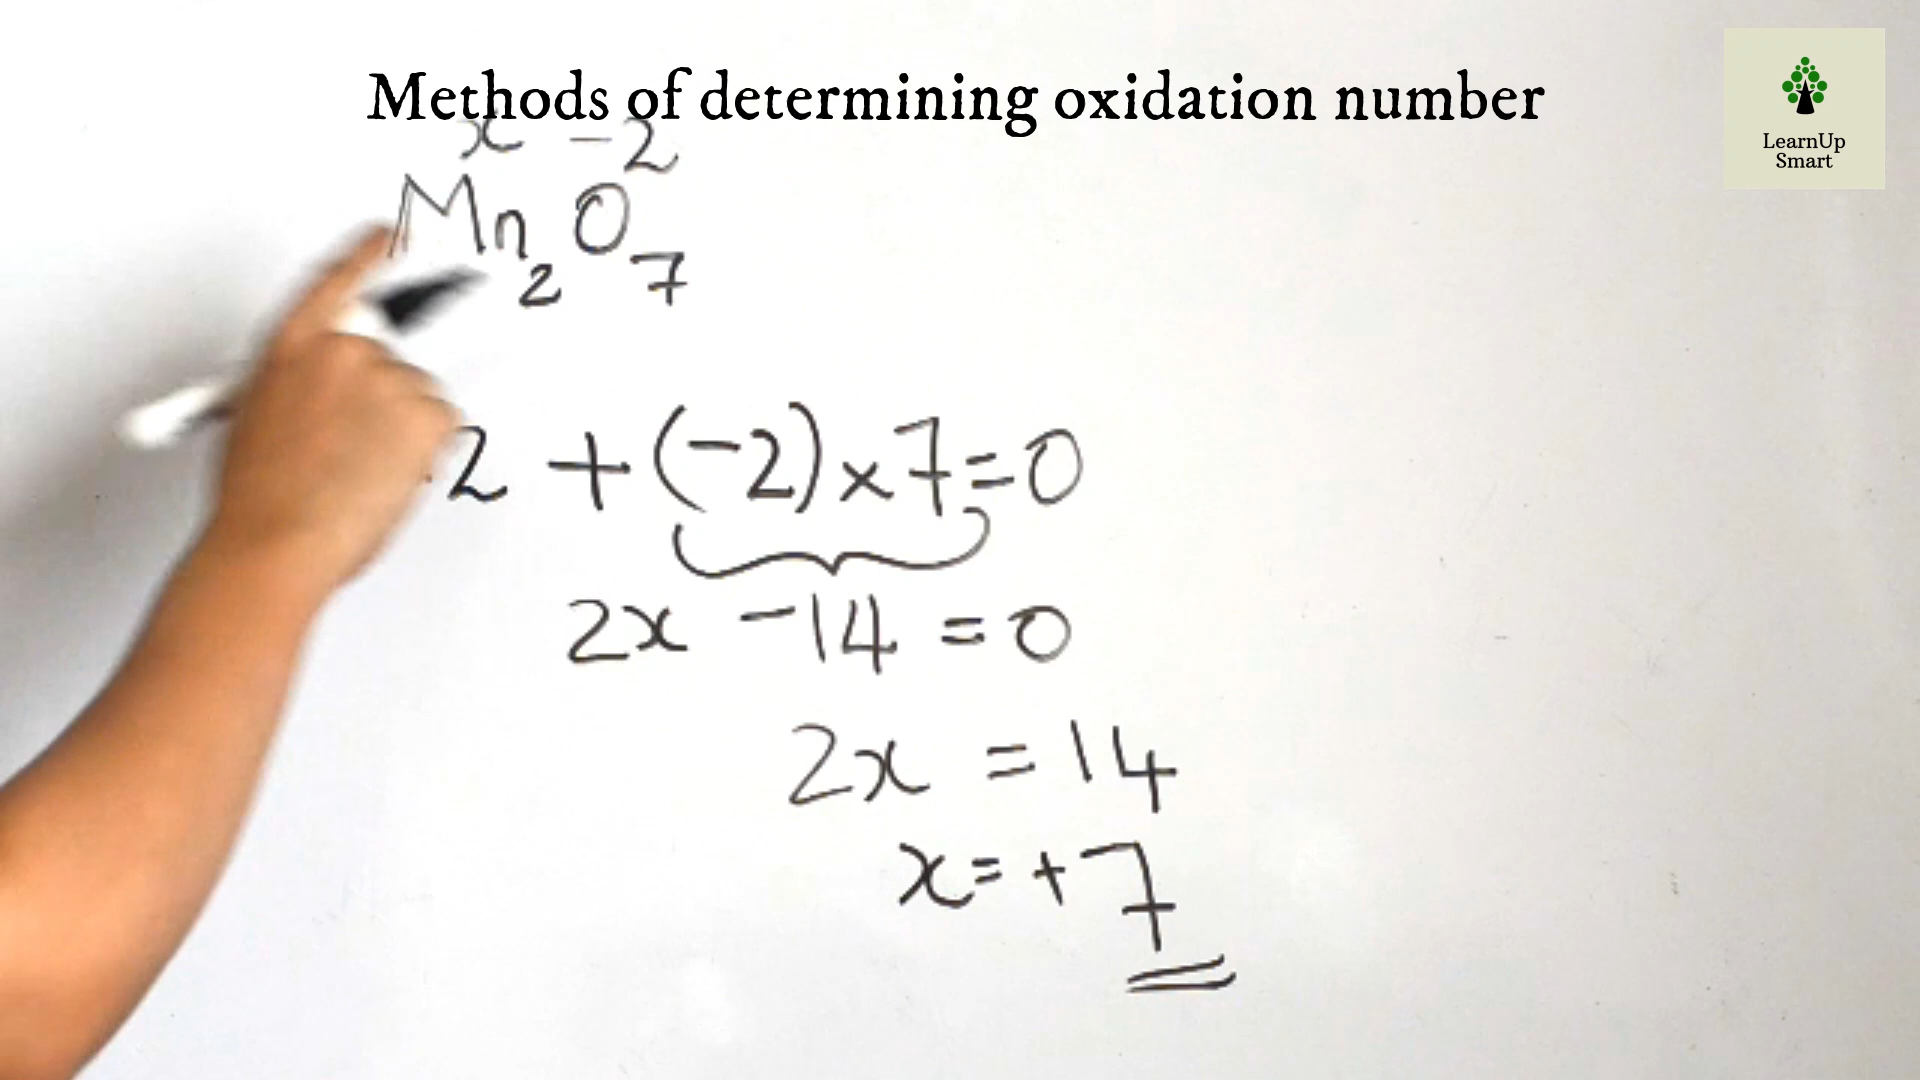 Methods of determining oxidation number
LearnUp
Smart
x -2
Mn2O7
2 + (-2) x 7 = 0
2x -14 = 0
2x = 14
x = +7